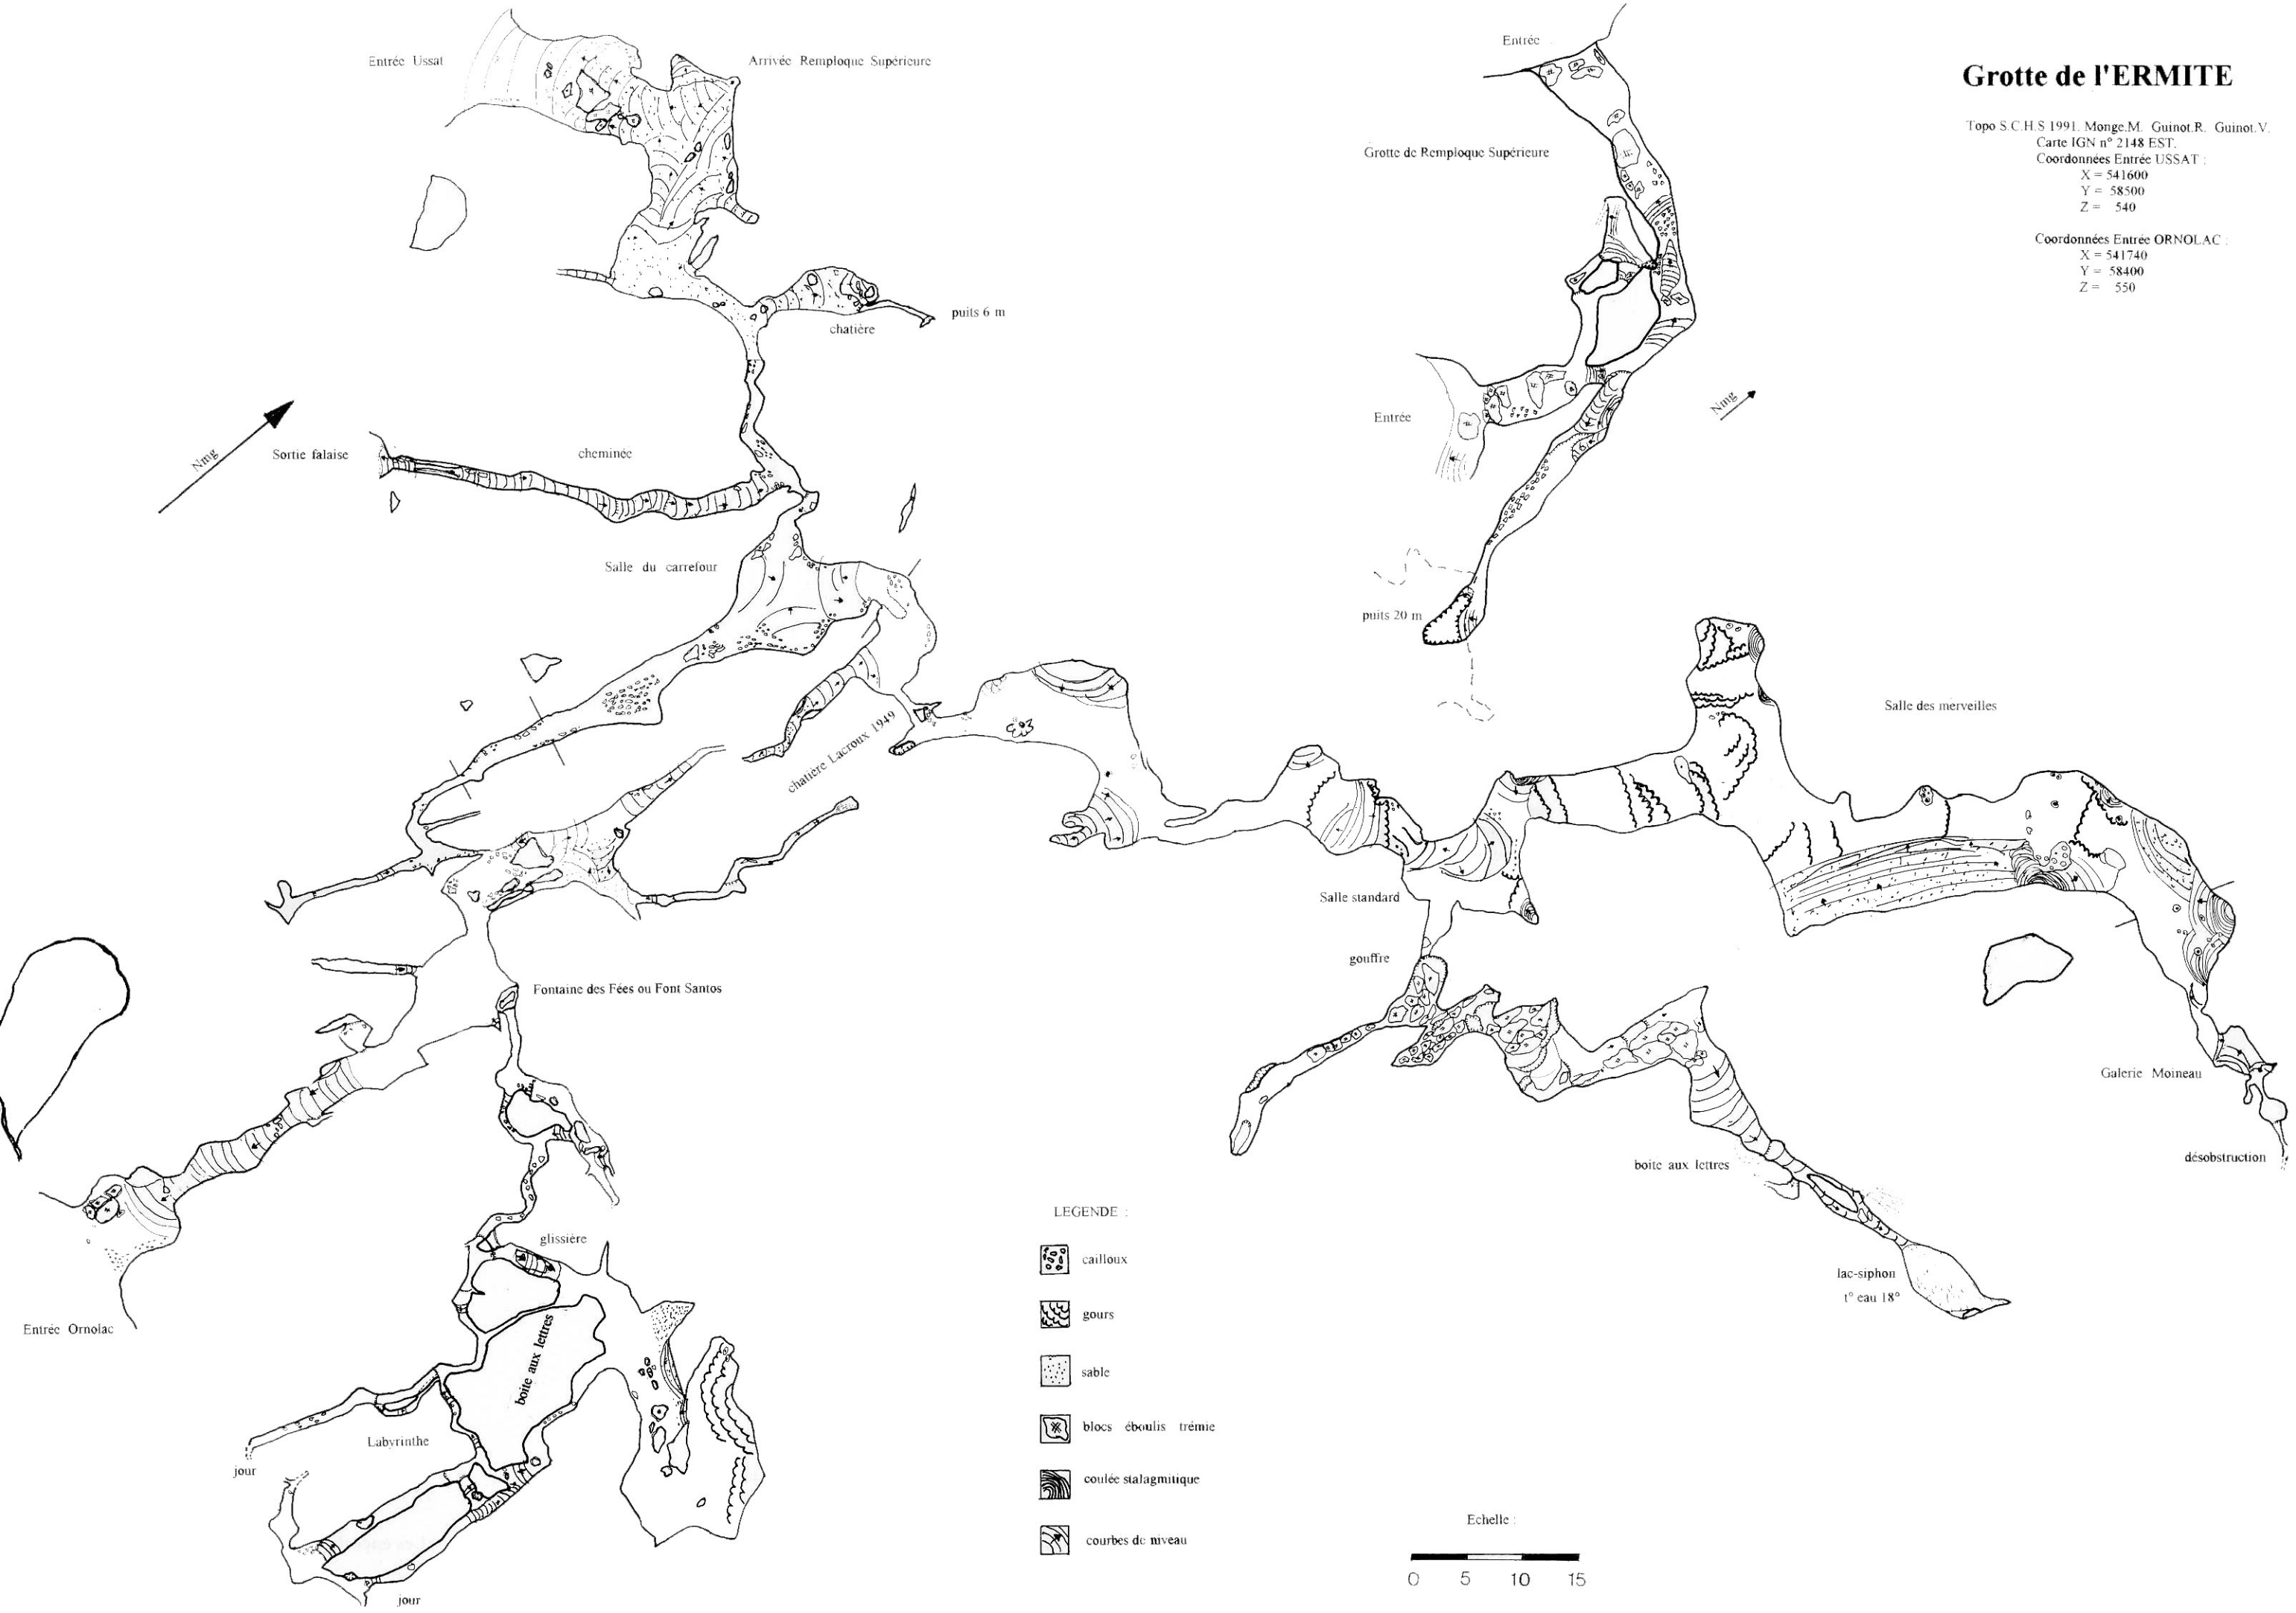 Grotte de l'ERMITE
Topo S.C.H.S 1991. Monge.M. Guinot.R. Guinot.V.
Carte IGN n° 2148 EST.
Coordonnées Entrée USSAT :
X = 541600
Y = 58500
Z = 540
Coordonnées Entrée ORNOLAC :
X = 541740
Y = 58400
Z = 550
Entrée Ussat
Arrivée Remploque Supérieure
Entrée
Grotte de Remploque Supérieure
puits 6 m
chatière
Nmg
Nmg
Entrée
Sortie falaise
cheminée
Salle du carrefour
puits 20 m
chatière Lacroux 1949
Salle des merveilles
Salle standard
gouffre
Fontaine des Fées ou Font Santos
Galerie Moineau
désobstruction
boite aux lettres
glissière
lac-siphon
t° eau 18°
Entrée Ornolac
boite aux lettres
Labyrinthe
jour
jour
LEGENDE :
cailloux
gours
sable
blocs éboulis trémie
coulée stalagmitique
courbes de niveau
Echelle :
0 5 10 15